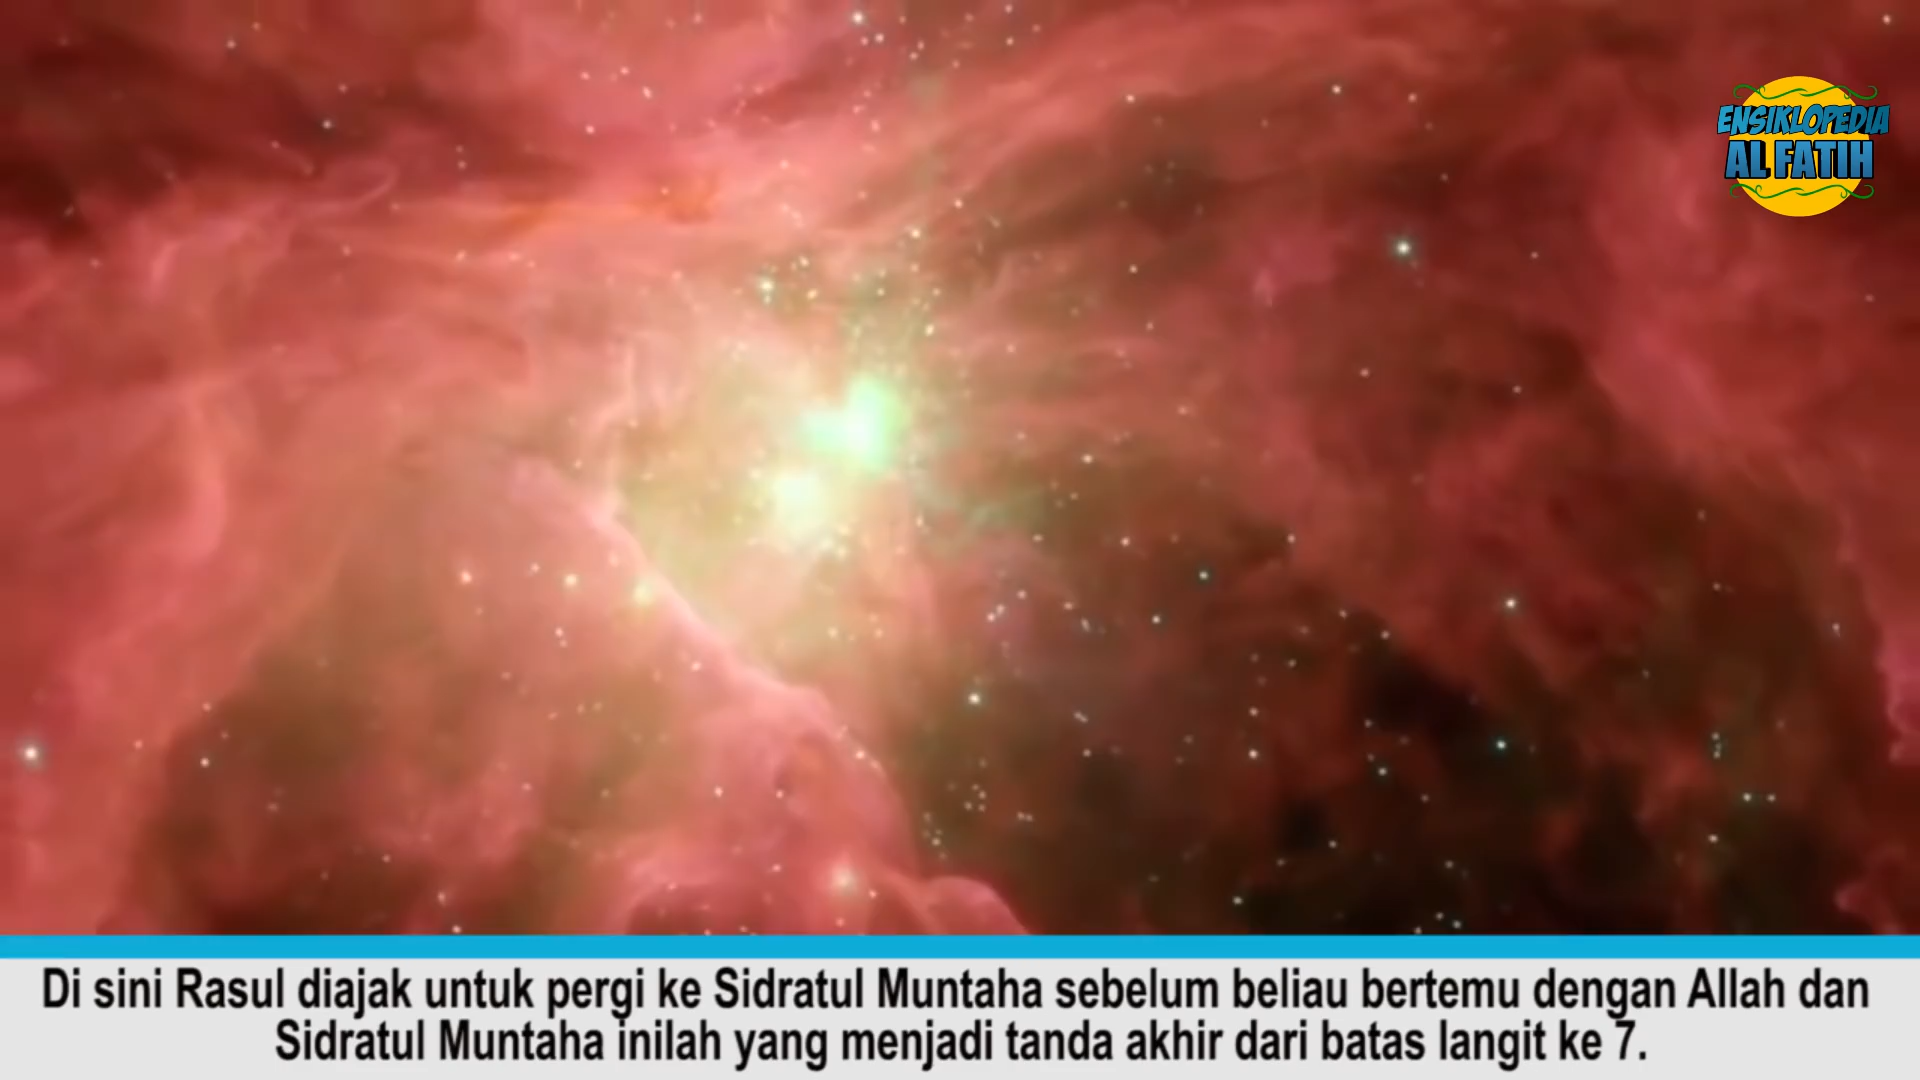 ENSIKLOPEDIA
AL FATIH
Di sini Rasul diajak untuk pergi ke Sidratul Muntaha sebelum beliau bertemu dengan Allah dan
Sidratul Muntaha inilah yang menjadi tanda akhir dari batas langit ke 7.